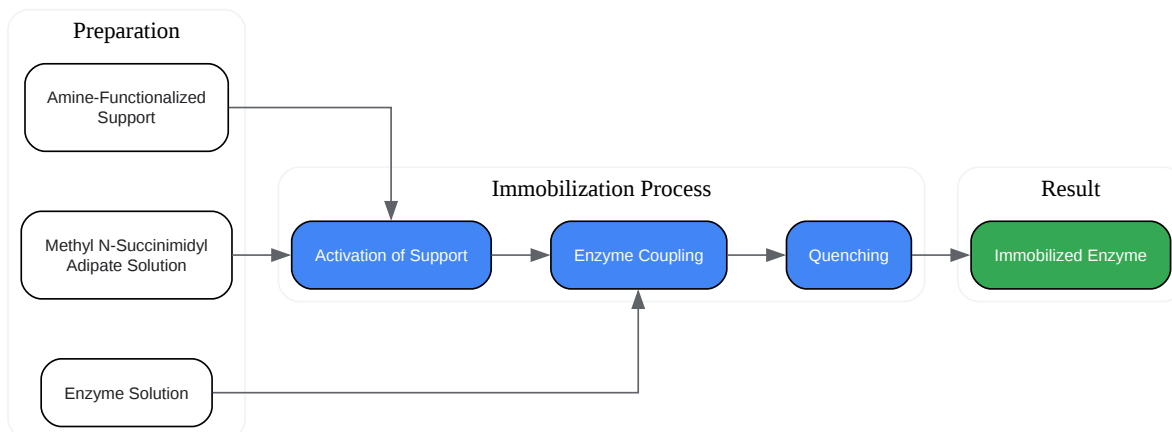 Preparation
Amine-Functionalized
Support
Methyl N-Succinimidyl
Adipate Solution
Enzyme Solution
Immobilization Process
Activation of Support
Enzyme Coupling
Quenching
Result
Immobilized Enzyme